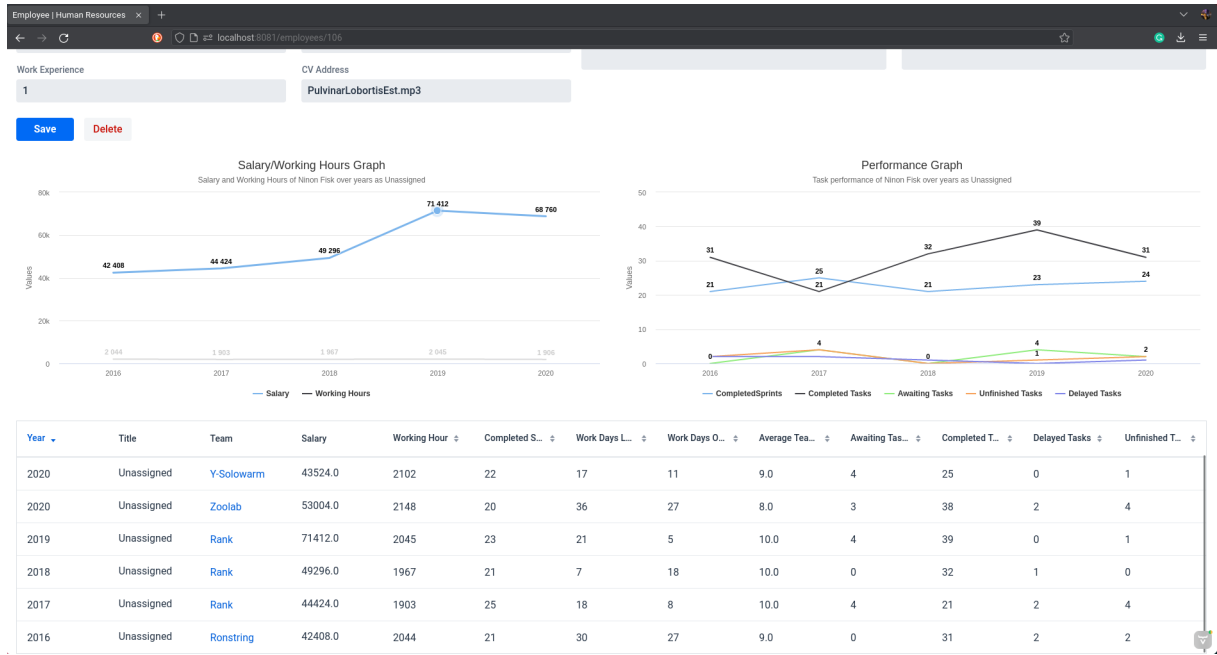 Employee | Human Resources
localhost:8081/employees/106
Work Experience
CV Address
1
PulvinarLobortisEst.mp3
Save
Delete
Salary/Working Hours Graph
Salary and Working Hours of Ninon Fisk over years as Unassigned
Values
80k
60k
40k
20k
0
42 408
44 424
49 296
71 412
68 760
2 044
1 903
1 967
2 045
1 906
2016
2017
2018
2019
2020
Salary
Working Hours
Performance Graph
Task performance of Ninon Fisk over years as Unassigned
Values
50
40
30
20
10
0
31
21
32
39
31
21
25
21
23
24
0
4
0
4
1
2
2016
2017
2018
2019
2020
CompletedSprints
Completed Tasks
Awaiting Tasks
Unfinished Tasks
Delayed Tasks
Year Title Team Salary Working Hour Completed S... Work Days L... Work Days O... Average Tea... Awaiting Tas... Completed T... Delayed Tasks Unfinished T...
2020 Unassigned Y-Solowarm 43524.0 2102 22 17 11 9.0 4 25 0 1
2020 Unassigned Zoolab 53004.0 2148 20 36 27 8.0 3 38 2 4
2019 Unassigned Rank 71412.0 2045 23 21 5 10.0 4 39 0 1
2018 Unassigned Rank 49296.0 1967 21 7 18 10.0 0 32 1 0
2017 Unassigned Rank 44424.0 1903 25 18 8 10.0 4 21 2 4
2016 Unassigned Ronstring 42408.0 2044 21 30 27 9.0 0 31 2 2